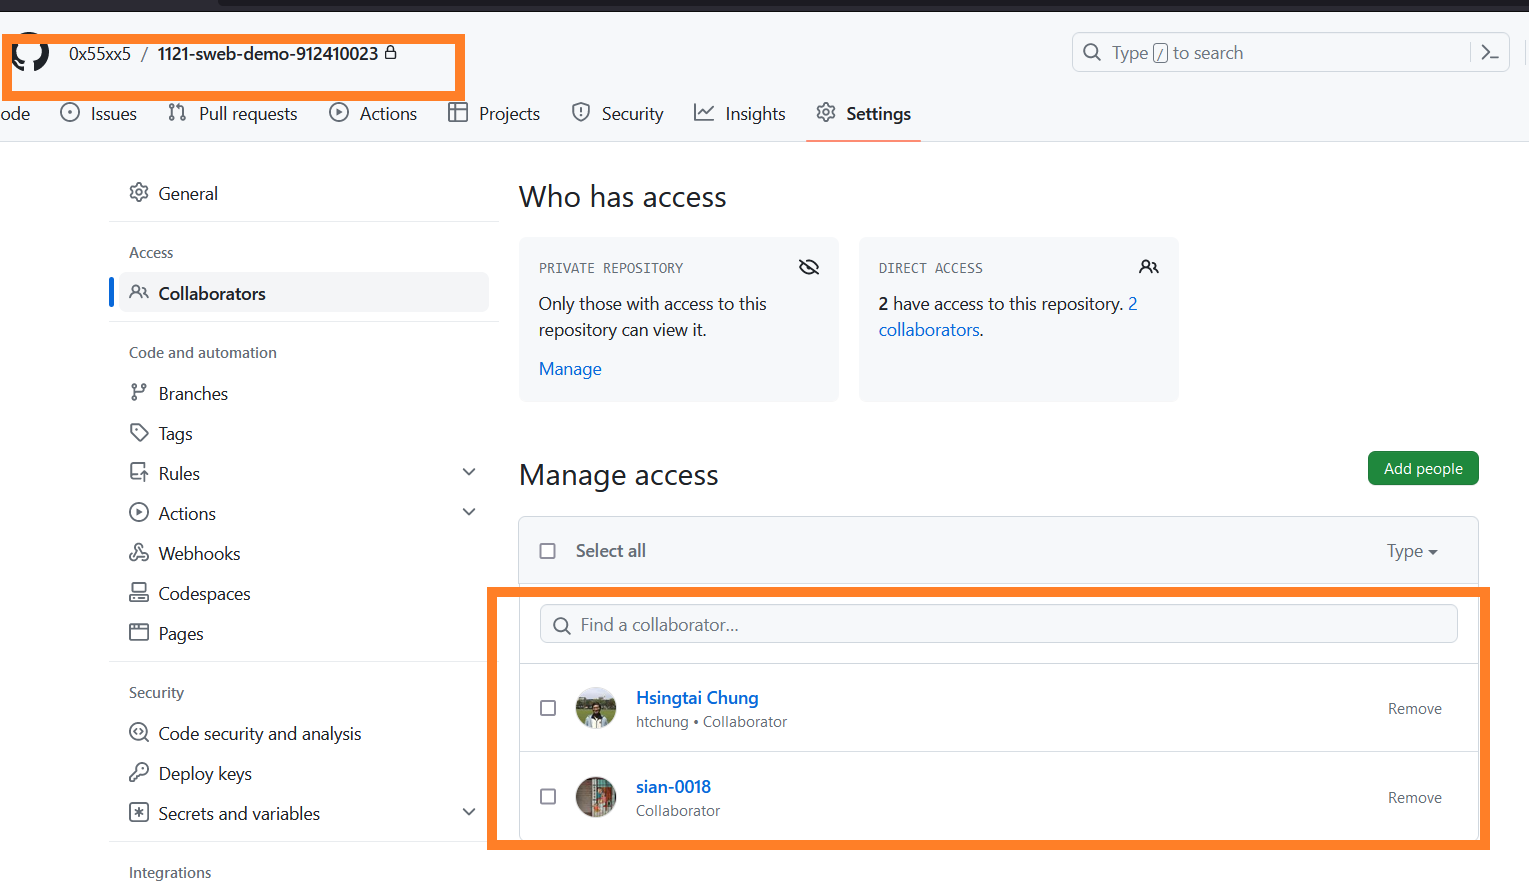 0x55xx5 / 1121-sweb-demo-912410023
Type / to search
ode Issues Pull requests Actions Projects Security Insights Settings
General
Access
Collaborators
Code and automation
Branches
Tags
Rules
Actions
Webhooks
Codespaces
Pages
Security
Code security and analysis
Deploy keys
Secrets and variables
Integrations
Who has access
PRIVATE REPOSITORY
Only those with access to this
repository can view it.
Manage
DIRECT ACCESS
2 have access to this repository. 2
collaborators.
Manage access
Add people
Select all
Type
Find a collaborator...
Hsingtai Chung
htchung • Collaborator
Remove
sian-0018
Collaborator
Remove